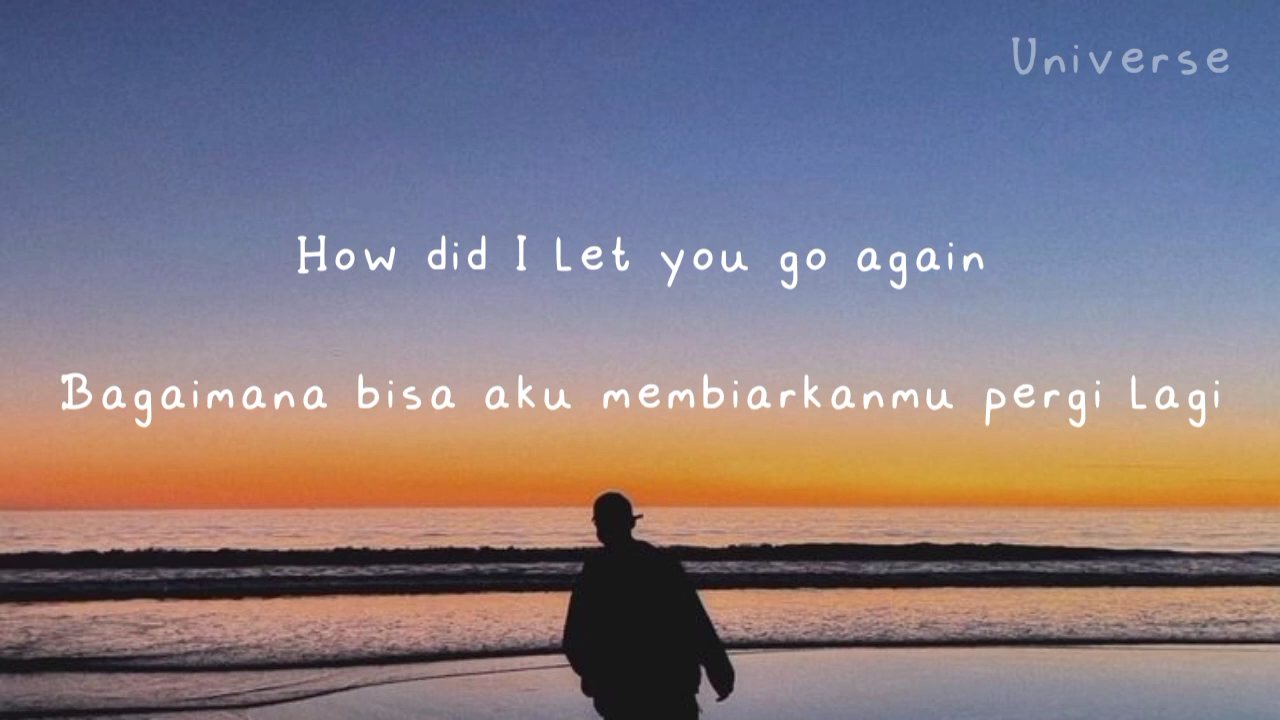 Universe
How did I Let you go again
Bagaimana bisa aku membiarkanmu pergi Lagi